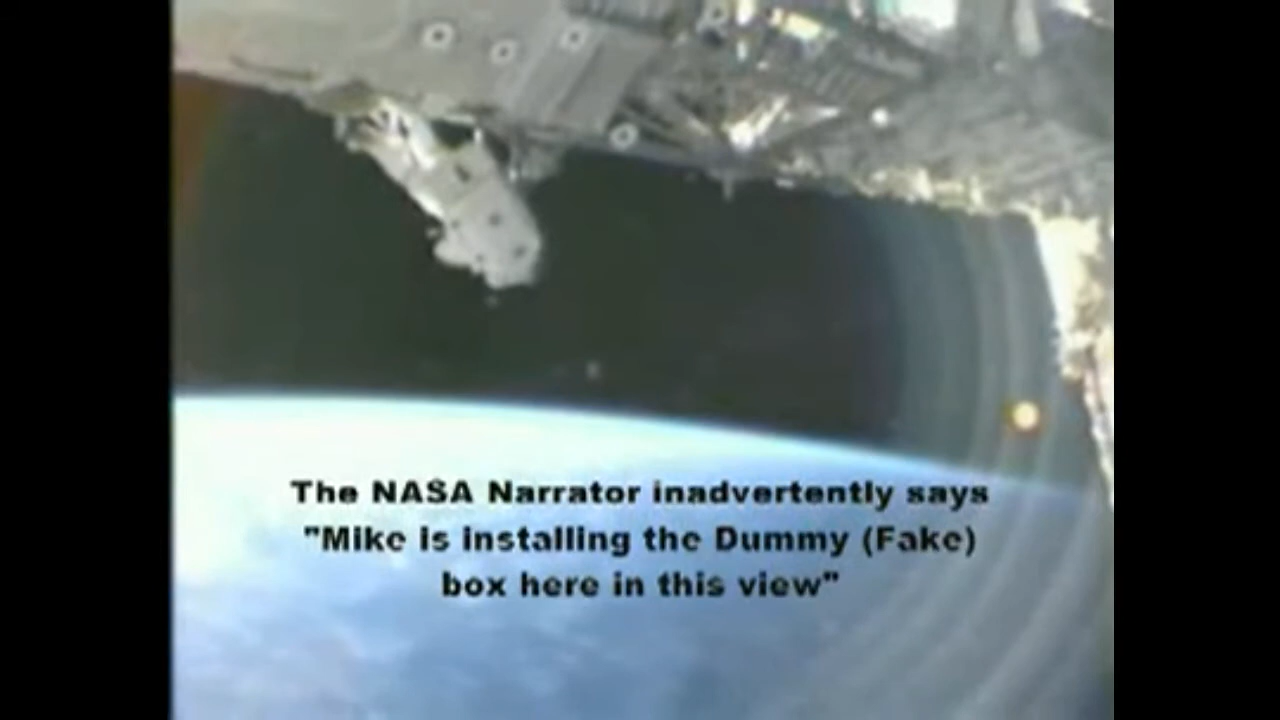 The NASA Narrator inadvertently says
"Mike is installing the Dummy (Fake)
box here in this view"